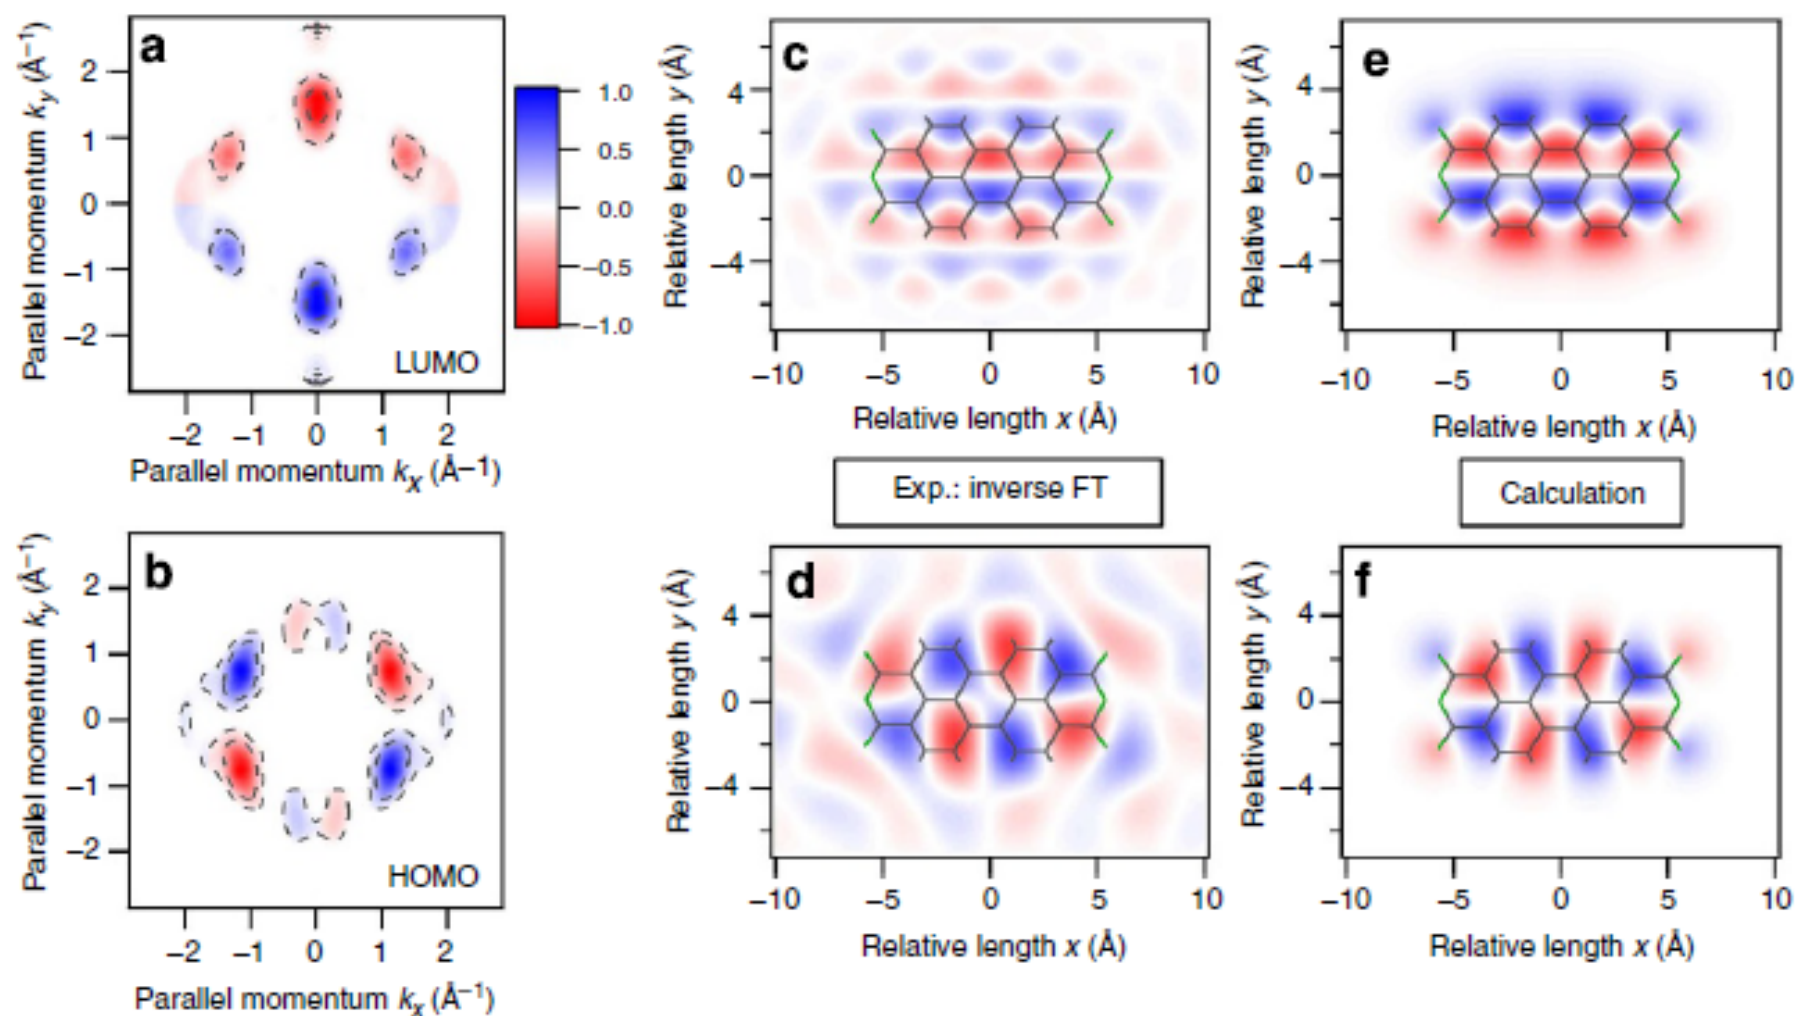 a
Parallel momentum ky (Å−1)
2
1
0
−1
−2
LUMO
−2 −1 0 1 2
Parallel momentum kx (Å−1)
1.0
0.5
0.0
−0.5
−1.0
c
Relative length y (Å)
4
0
−4
−10 −5 0 5 10
Relative length x (Å)
e
Relative length y (Å)
4
0
−4
−10 −5 0 5 10
Relative length x (Å)
Exp.: inverse FT
Calculation
b
Parallel momentum ky (Å−1)
2
1
0
−1
−2
HOMO
−2 −1 0 1 2
Parallel momentum kx (Å−1)
d
Relative length y (Å)
4
0
−4
−10 −5 0 5 10
Relative length x (Å)
f
Relative length y (Å)
4
0
−4
−10 −5 0 5 10
Relative length x (Å)